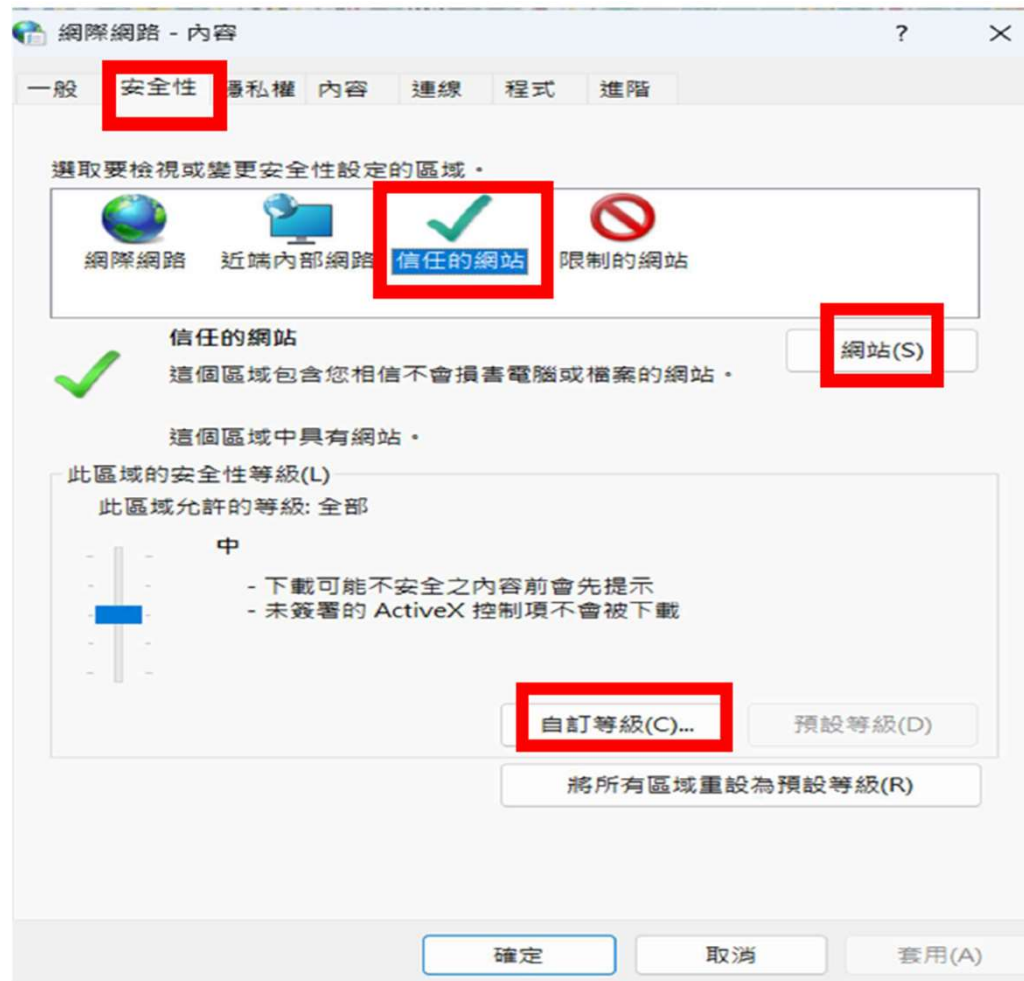 網際網路 - 內容
?
一般 安全性 隱私權 內容 連線 程式 進階
選取要檢視或變更安全性設定的區域。
網際網路 近端內部網路 信任的網站 限制的網站
信任的網站
網站(S)
這個區域包含您相信不會損害電腦或檔案的網站。
這個區域中具有網站。
此區域的安全性等級(L)
此區域允許的等級: 全部
中
- 下載可能不安全之內容前會先提示
- 未簽署的 ActiveX 控制項不會被下載
自訂等級(C)... 預設等級(D)
將所有區域重設為預設等級(R)
確定 取消 套用(A)